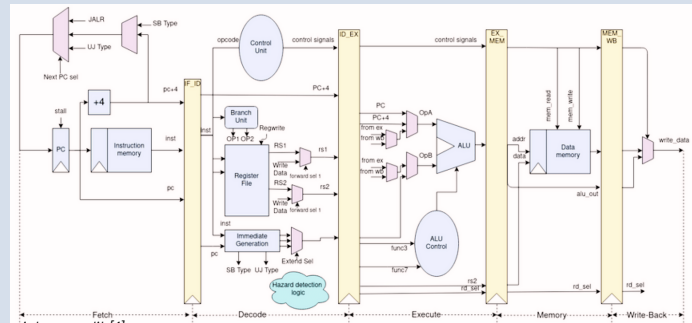 JALR
SB Type
UJ Type
Next PC sel
pc+4
stall
+4
PC
Instruction memory
inst
pc
IF_ID
opcode
Control Unit
control signals
PC+4
Branch Unit
OP1 OP2
Regwrite
inst
Register File
RS1
rs1
Write Data
forward sel 1
RS2
rs2
Write Data
forward sel 1
inst
Immediate Generation
pc
Extend Sel
SB Type
UJ Type
Hazard detection logic
ID_EX
control signals
PC
PC+4
from ex
from wb
OpA
from ex
from wb
OpB
ALU
ALU Control
func3
func7
rs2
rd_sel
EX_MEM
mem_read
mem_write
addr
data
Data memory
alu_out
rd_sel
MEM_WB
write_data
rd_sel
Fetch
Decode
Execute
Memory
Write-Back